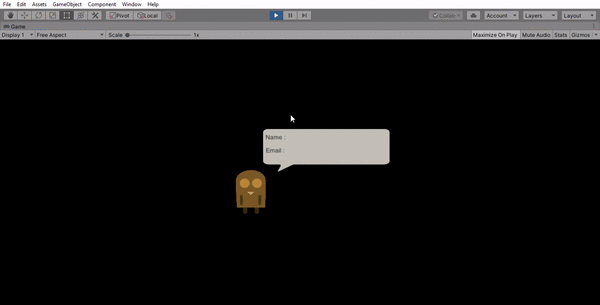 File Edit Assets GameObject Component Window Help
Pivot Local Collab Account Layers Layout
Game
Display 1 Free Aspect Scale 1x Maximize On Play Mute Audio Stats Gizmos
Name :
Email :